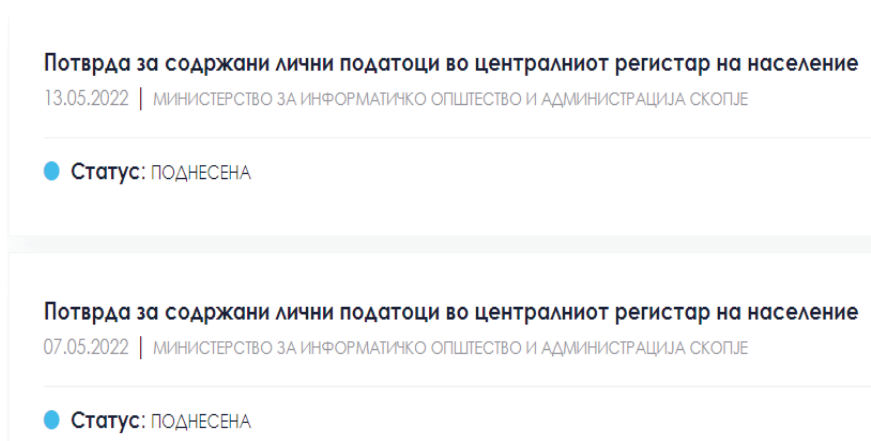 Потврда за содржани лични податоци во централниот регистар на население
13.05.2022 | МИНИСТЕРСТВО ЗА ИНФОРМАТИЧКО ОПШТЕСТВО И АДМИНИСТРАЦИЈА СКОПЈЕ
Статус: ПОДНЕСЕНА
Потврда за содржани лични податоци во централниот регистар на население
07.05.2022 | МИНИСТЕРСТВО ЗА ИНФОРМАТИЧКО ОПШТЕСТВО И АДМИНИСТРАЦИЈА СКОПЈЕ
Статус: ПОДНЕСЕНА